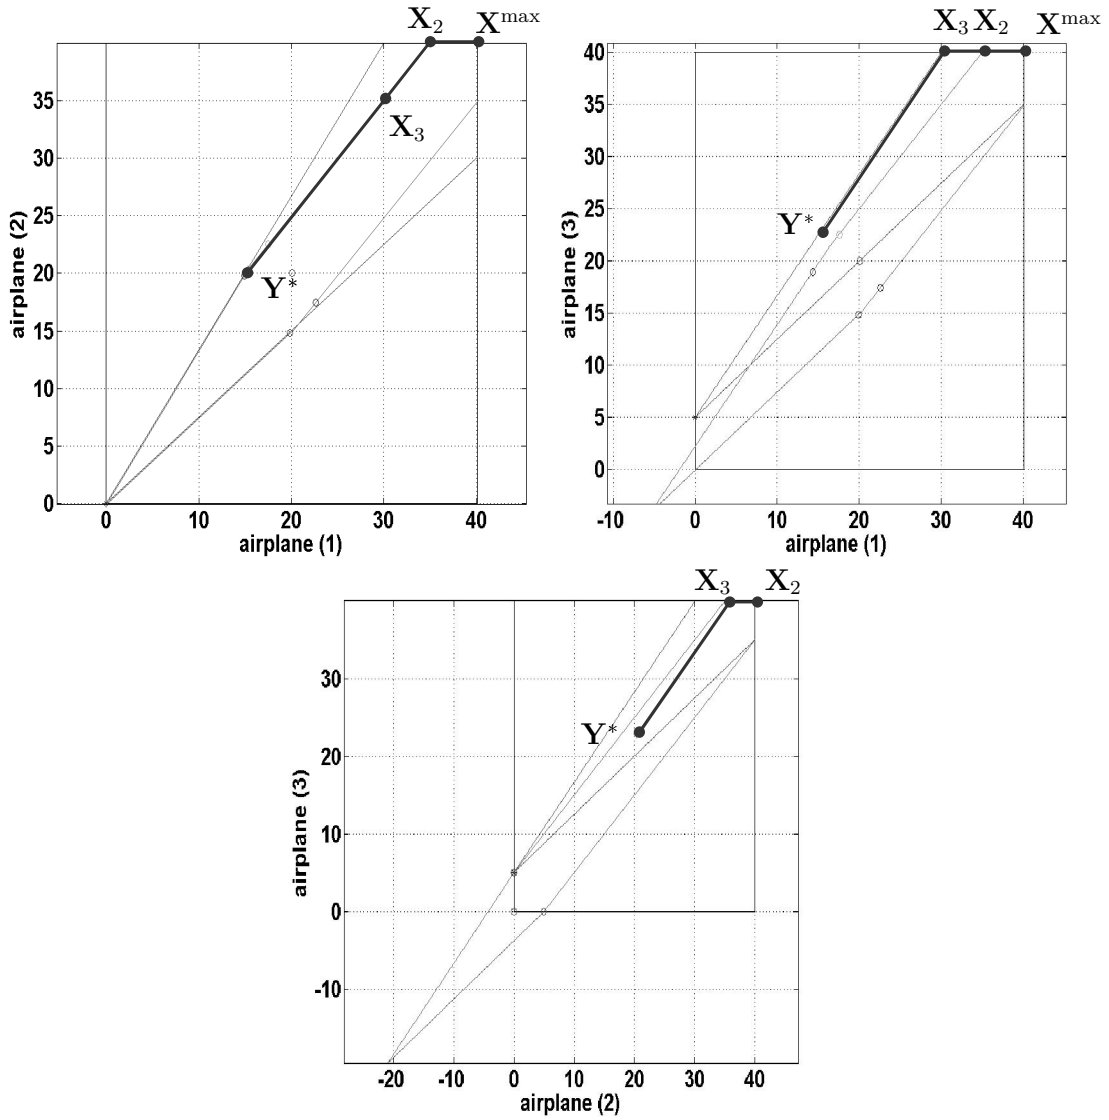 X₂ Xᵐᵃˣ
35
X₃
30
25
20
Y*
15
10
5
0
0 10 20 30 40
airplane (1)
airplane (2)
X₃ X₂ Xᵐᵃˣ
40
35
30
25
Y*
20
15
10
5
0
-10 0 10 20 30 40
airplane (1)
airplane (3)
X₃ X₂
30
Y*
20
10
0
-10
-20 -10 0 10 20 30 40
airplane (2)
airplane (3)